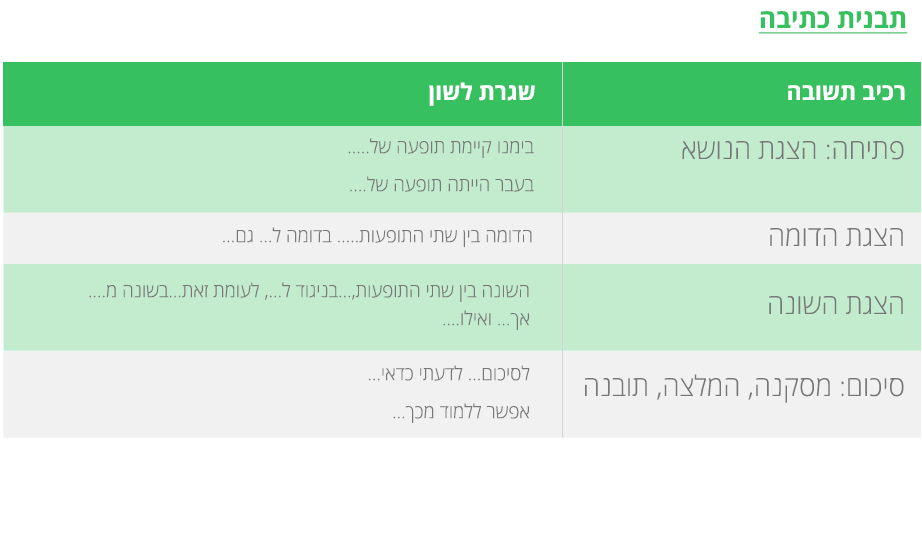 תבנית כתיבה
רכיב תשובה
שגרת לשון
פתיחה: הצגת הנושא
בימנו קיימת תופעה של.....
בעבר הייתה תופעה של....
הצגת הדומה
הדומה בין שתי התופעות..... בדומה ל... גם...
הצגת השונה
השונה בין שתי התופעות,...בניגוד ל..., לעומת זאת...בשונה מ....
אך... ואילו....
סיכום: מסקנה, המלצה, תובנה
לסיכום... לדעתי כדאי...
אפשר ללמוד מכך...